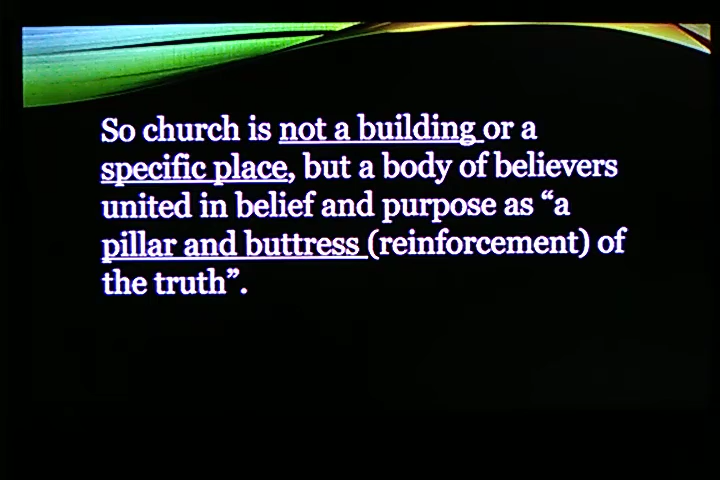 So church is not a building or a
specific place, but a body of believers
united in belief and purpose as “a
pillar and buttress (reinforcement) of
the truth”.